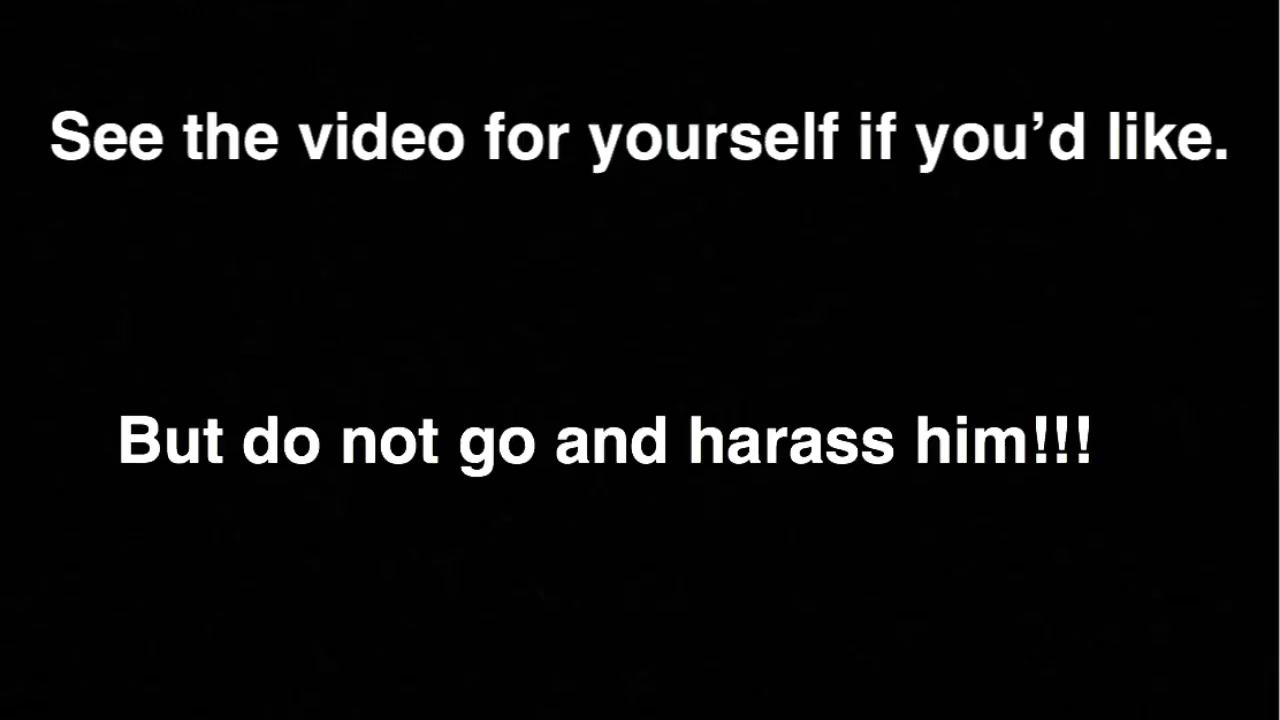 See the video for yourself if you’d like.
But do not go and harass him!!!